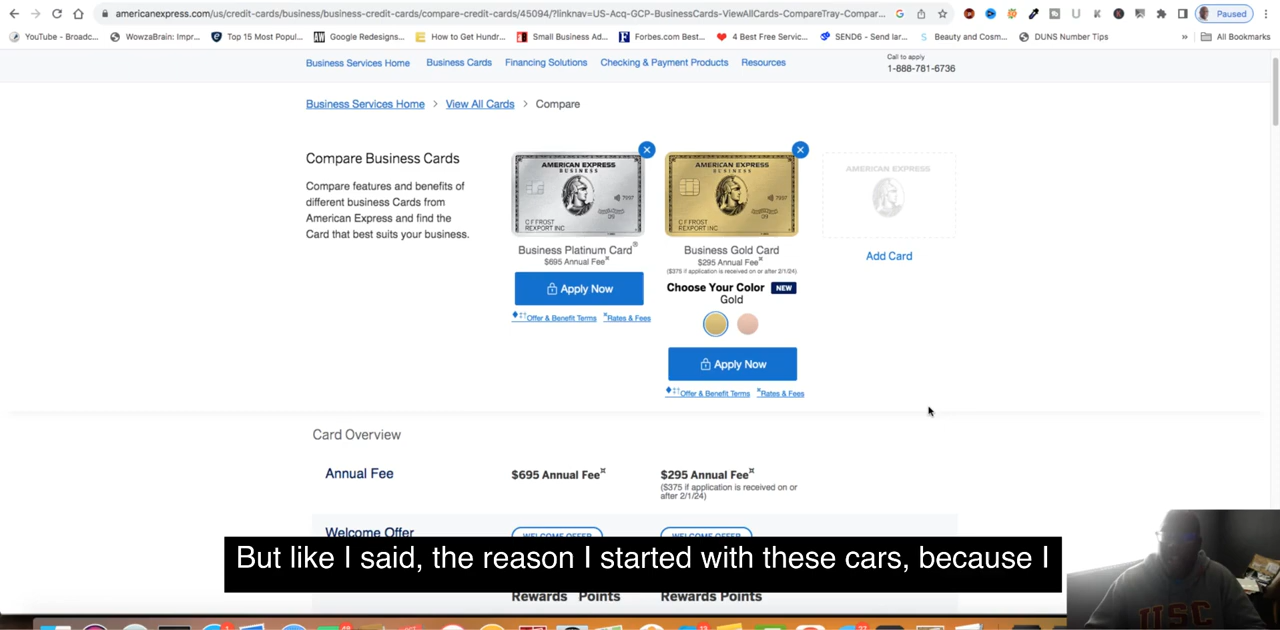 americanexpress.com/us/credit-cards/business/business-credit-cards/compare-credit-cards/45094/?linknav=US-Acq-GCP-BusinessCards-ViewAllCards-CompareTray-Compar...
Paused
YouTube - Broadc...
WowzaBrain: Impr...
Top 15 Most Popul...
Google Redesigns...
How to Get Hundr...
Small Business Ad...
Forbes.com Best...
4 Best Free Servic...
SEND6 - Send lar...
Beauty and Cosm...
DUNS Number Tips
»
All Bookmarks
Business Services Home
Business Cards
Financing Solutions
Checking & Payment Products
Resources
Call to apply
1-888-781-6736
Business Services Home > View All Cards > Compare
Compare Business Cards
Compare features and benefits of
different business Cards from
American Express and find the
Card that best suits your business.
AMERICAN EXPRESS
BUSINESS
C F FROST
REXPORT INC
Business Platinum Card®
$695 Annual Fee¤
Apply Now
♦‡†Offer & Benefit Terms ¤Rates & Fees
AMERICAN EXPRESS
BUSINESS
C F FROST
REXPORT INC
Business Gold Card
$295 Annual Fee¤
($375 if application is received on or after 2/1/24)
Choose Your Color NEW
Gold
Apply Now
♦‡†Offer & Benefit Terms ¤Rates & Fees
AMERICAN EXPRESS
Add Card
Card Overview
Annual Fee
$695 Annual Fee¤
$295 Annual Fee¤
($375 if application is received on or
after 2/1/24)
Welcome Offer
WELCOME OFFER
WELCOME OFFER
But like I said, the reason I started with these cars, because I
Rewards Points
Rewards Points
USC